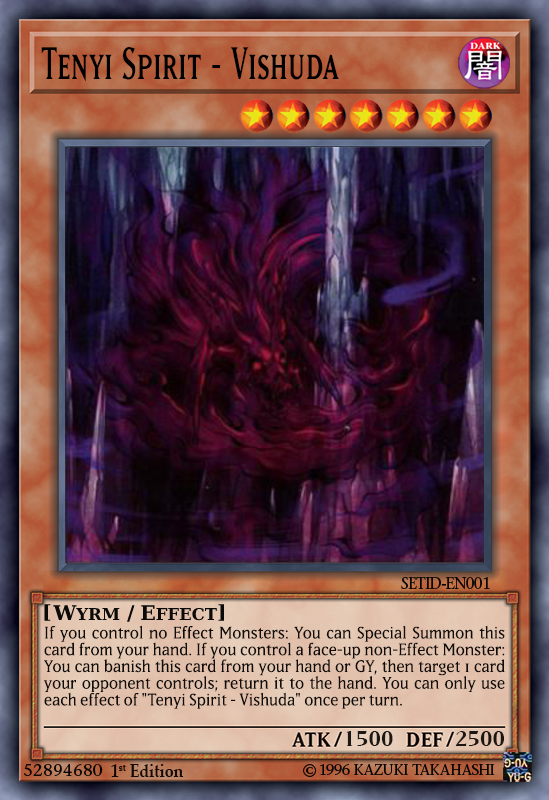 Tenyi Spirit - Vishuda
DARK
闇
SETID-EN001
[Wyrm / Effect]
If you control no Effect Monsters: You can Special Summon this
card from your hand. If you control a face-up non-Effect Monster:
You can banish this card from your hand or GY, then target 1 card
your opponent controls; return it to the hand. You can only use
each effect of "Tenyi Spirit - Vishuda" once per turn.
ATK/1500 DEF/2500
52894680 1st Edition
© 1996 KAZUKI TAKAHASHI